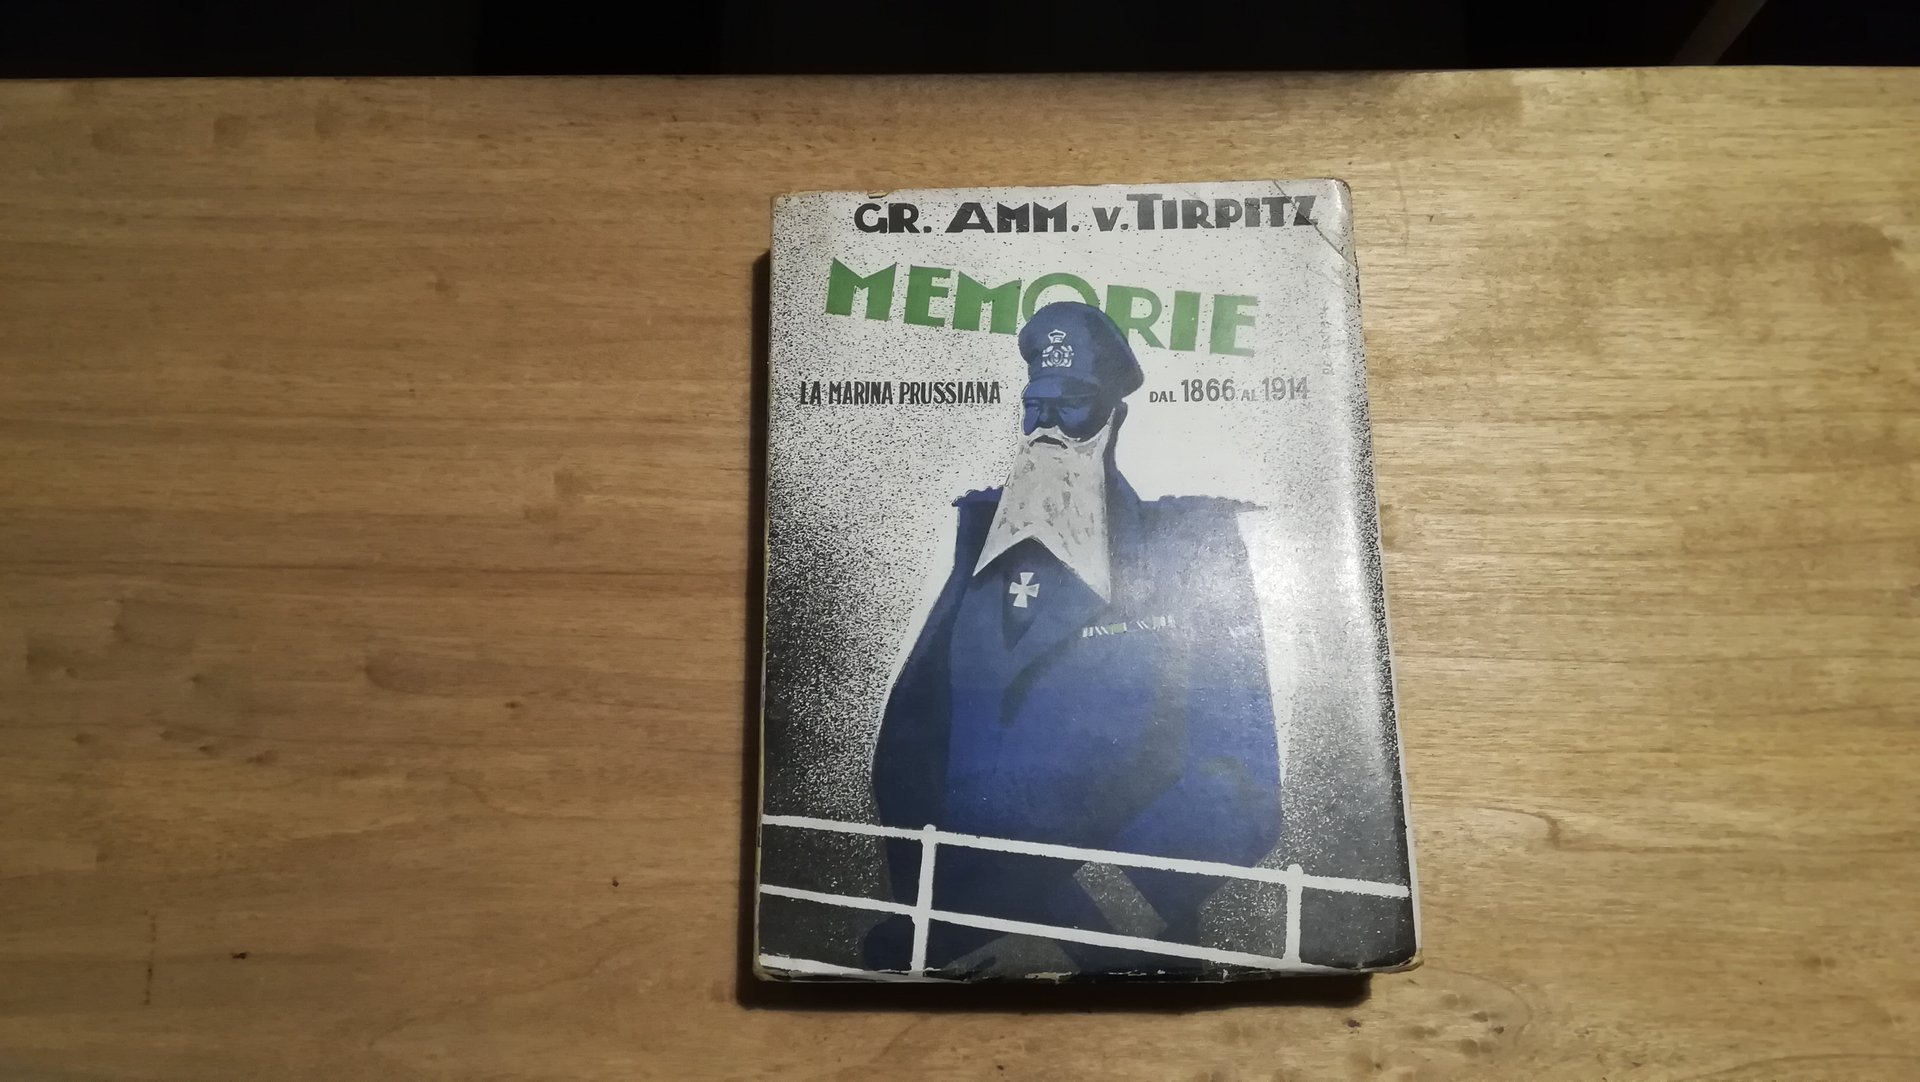 GR. AMM. v. TIRPITZ
MEMORIE
LA MARINA PRUSSIANA DAL 1866 AL 1914